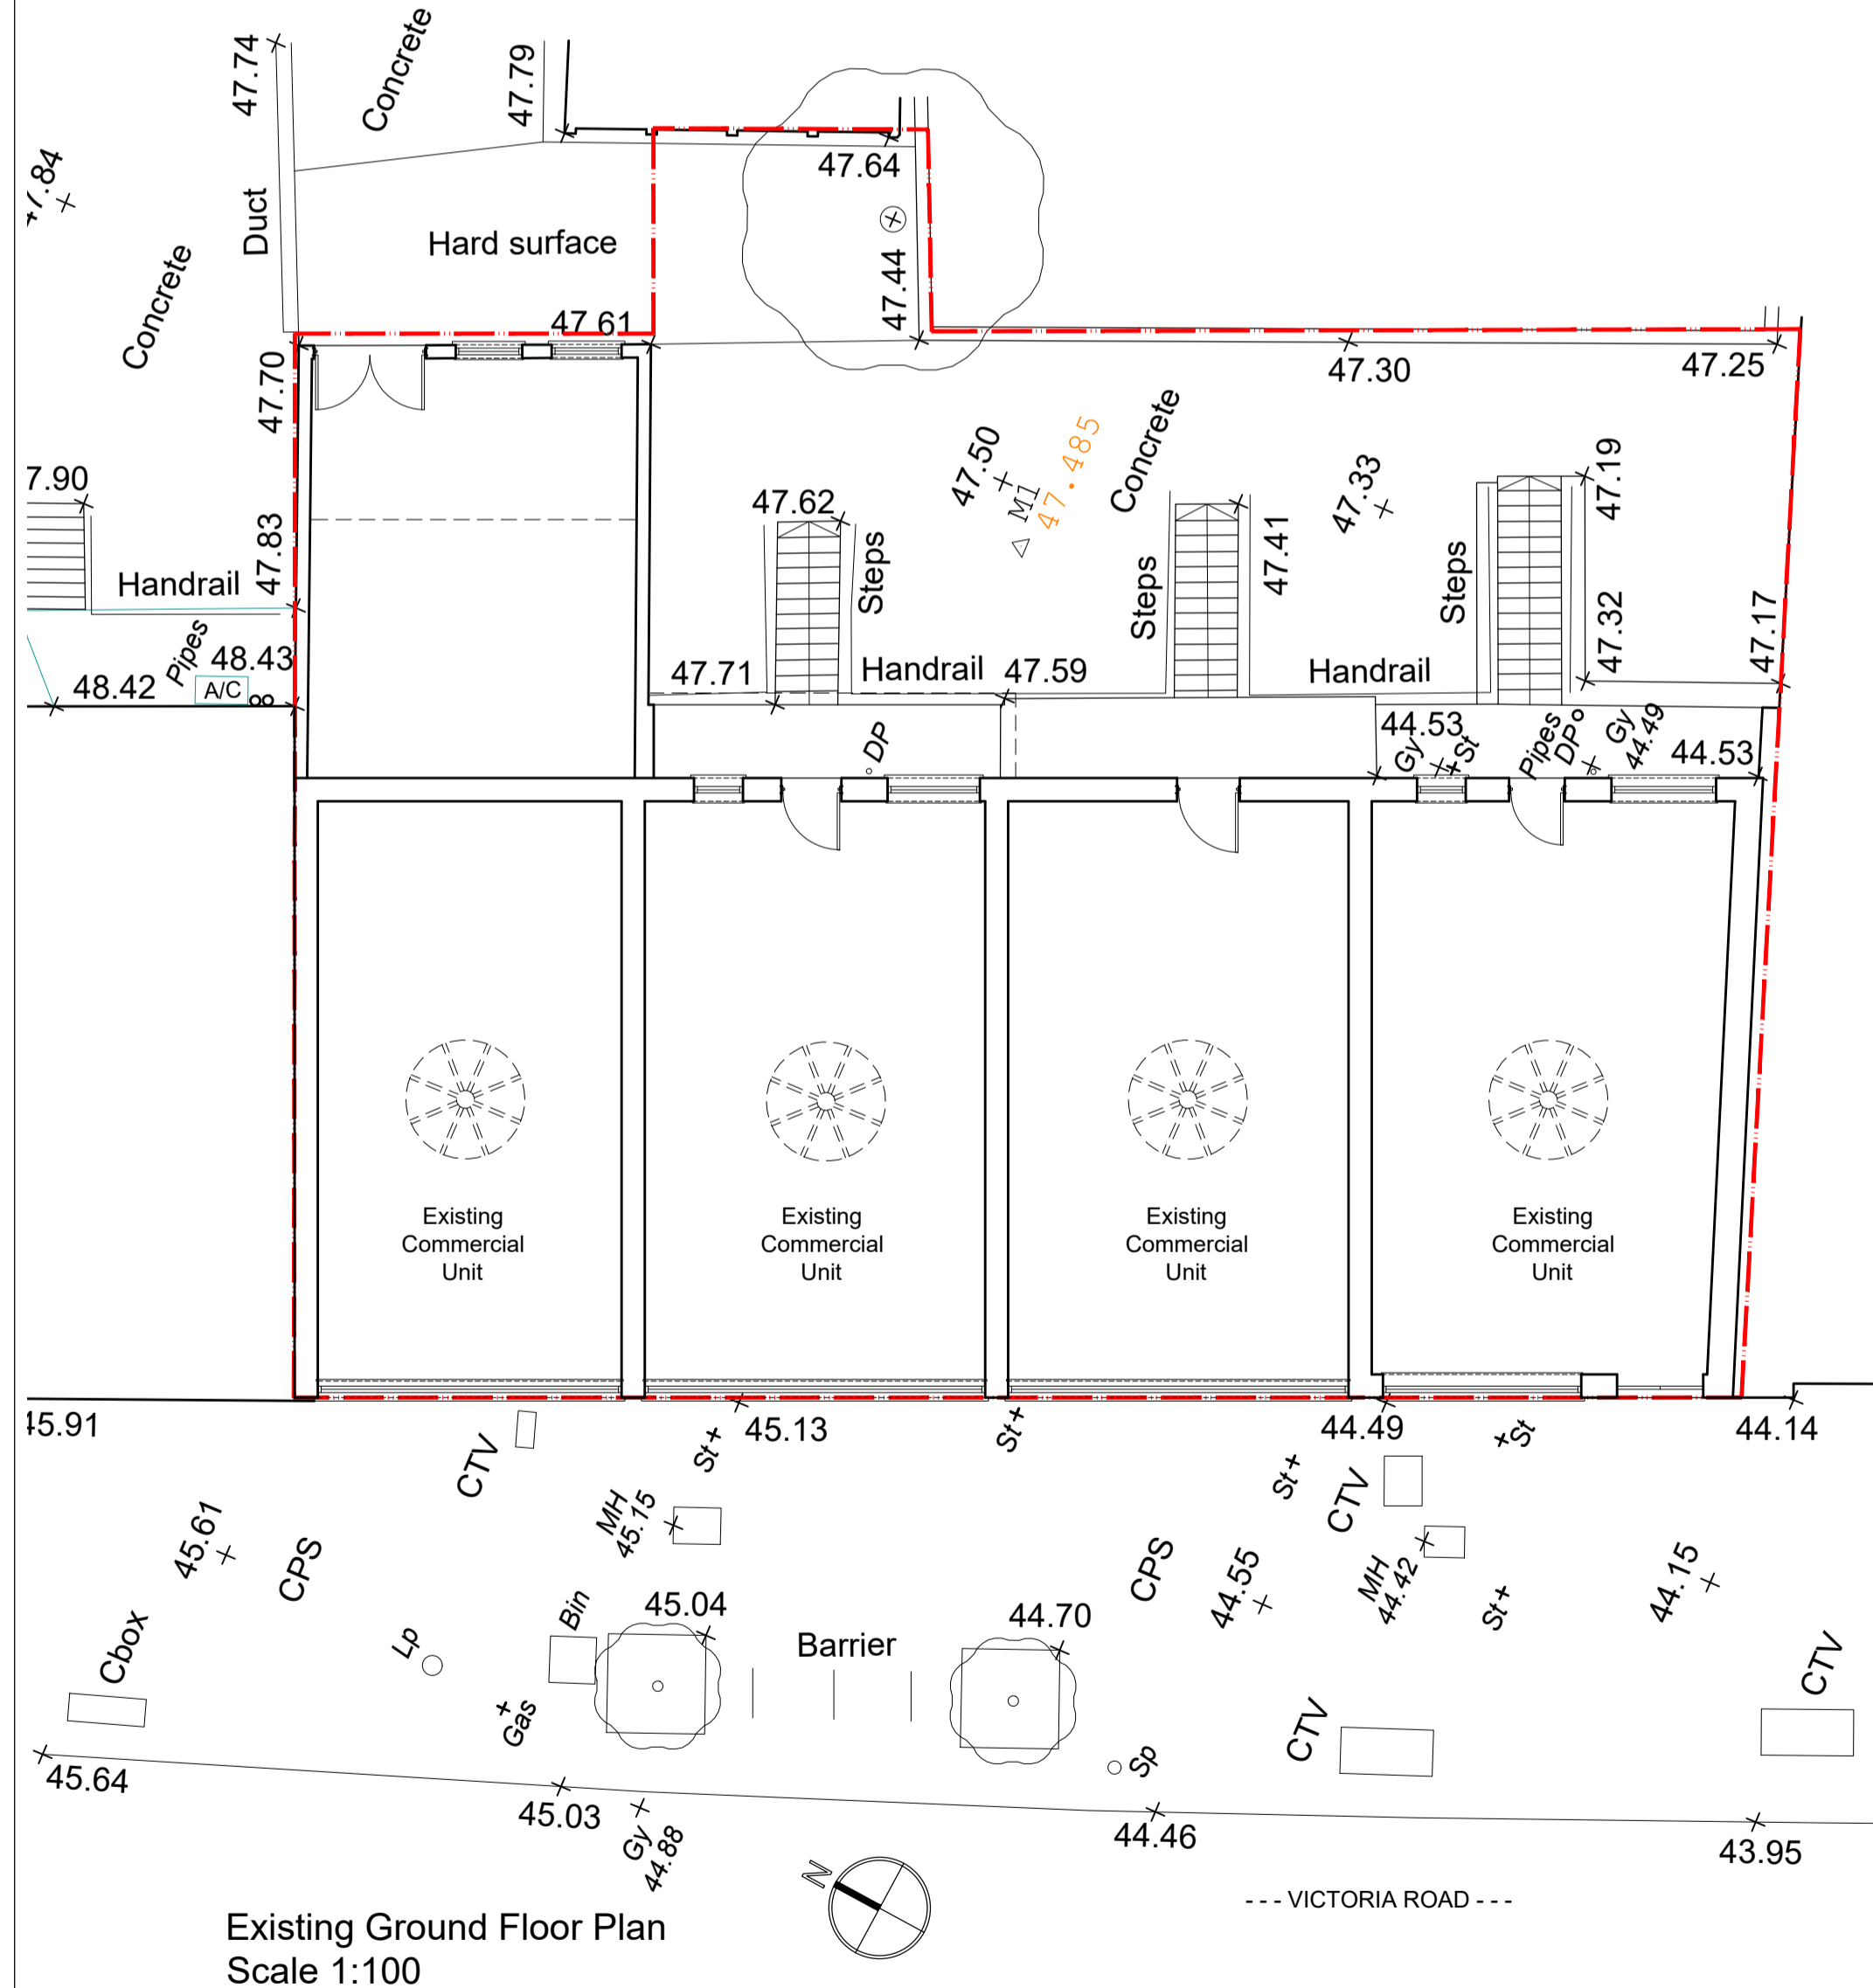 Concrete
47.74
47.79
47.84
Duct
Concrete
Hard surface
47.64
47.44
47.61
47.70
47.30
47.25
47.50
M1
47.485
Concrete
47.33
47.19
7.90
47.62
47.83
Handrail
Steps
Steps
47.41
Steps
47.32
47.17
Pipes
48.43
48.42
A/C
47.71
Handrail
47.59
Handrail
DP
44.53
Gy
+St
Pipes
DP
Gy
44.49
44.53
Existing
Commercial
Unit
Existing
Commercial
Unit
Existing
Commercial
Unit
Existing
Commercial
Unit
45.91
CTV
St+
45.13
St+
44.49
+St
44.14
45.61
CPS
MH
45.15
St+
CTV
CPS
44.55
MH
44.42
St+
44.15
Cbox
Lp
Bin
45.04
Barrier
44.70
CTV
Gas
CTV
Sp
45.64
45.03
Gy
44.88
44.46
43.95
N
--- VICTORIA ROAD ---
Existing Ground Floor Plan
Scale 1:100